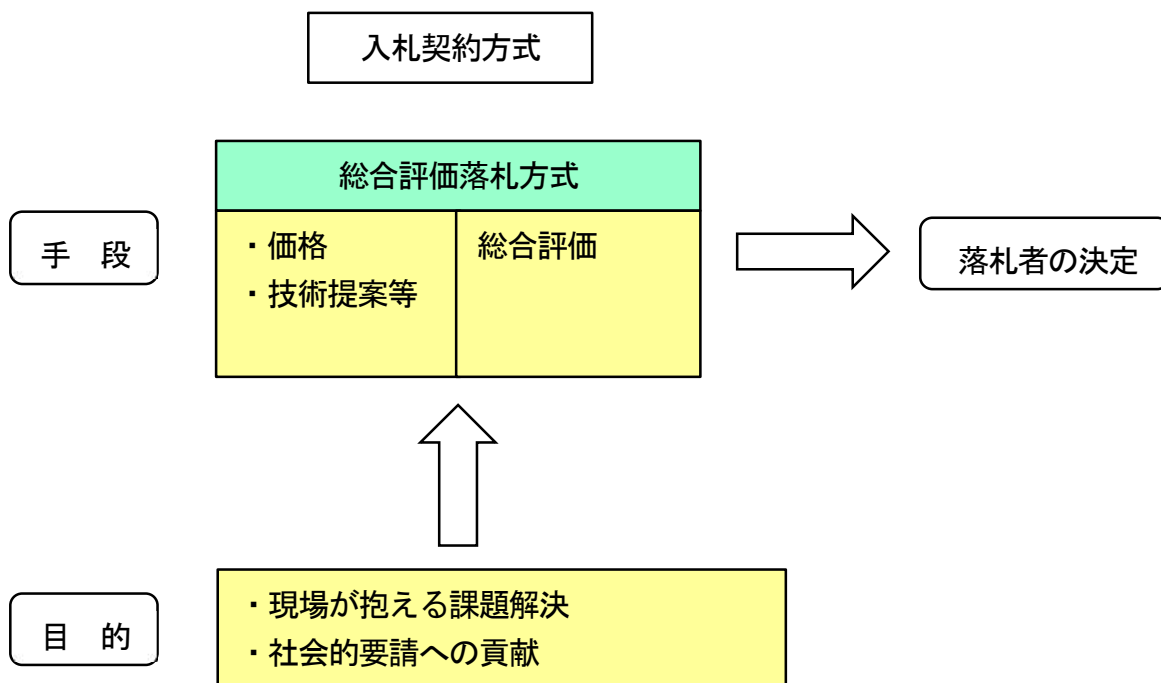 入札契約方式
総合評価落札方式
手 段
・価格
・技術提案等
総合評価
落札者の決定
目 的
・現場が抱える課題解決
・社会的要請への貢献